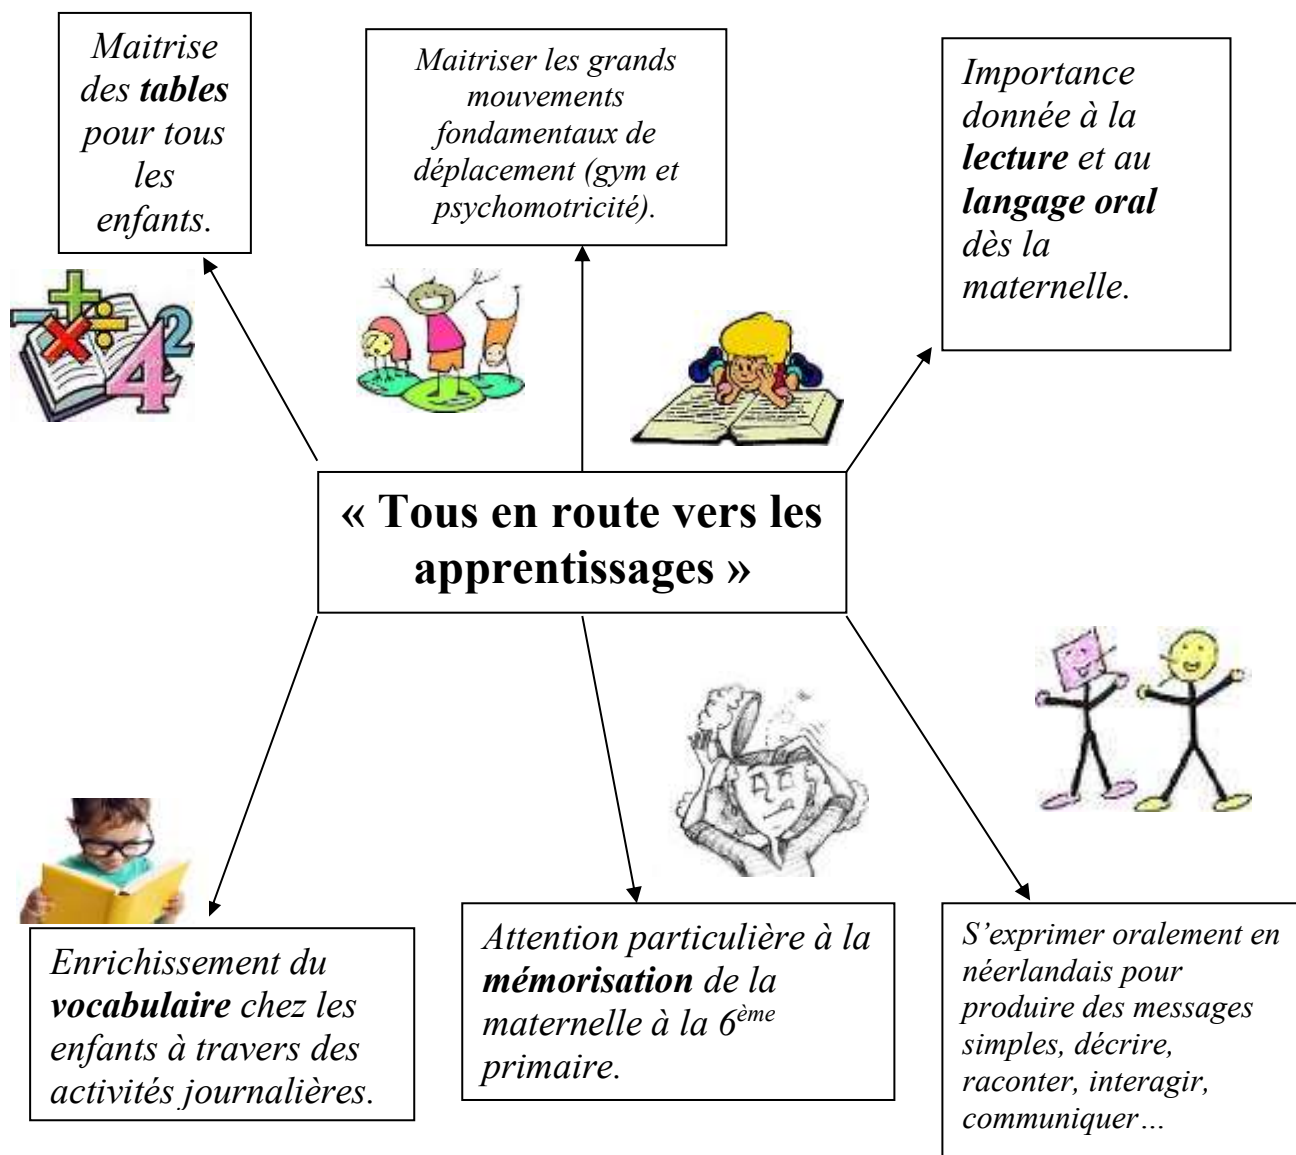 Maitrise
des tables
pour tous
les
enfants.
Maitriser les grands
mouvements
fondamentaux de
déplacement (gym et
psychomotricité).
Importance
donnée à la
lecture et au
langage oral
dès la
maternelle.
« Tous en route vers les
apprentissages »
Enrichissement du
vocabulaire chez les
enfants à travers des
activités journalières.
Attention particulière à la
mémorisation de la
maternelle à la 6ème
primaire.
S’exprimer oralement en
néerlandais pour
produire des messages
simples, décrire,
raconter, interagir,
communiquer…